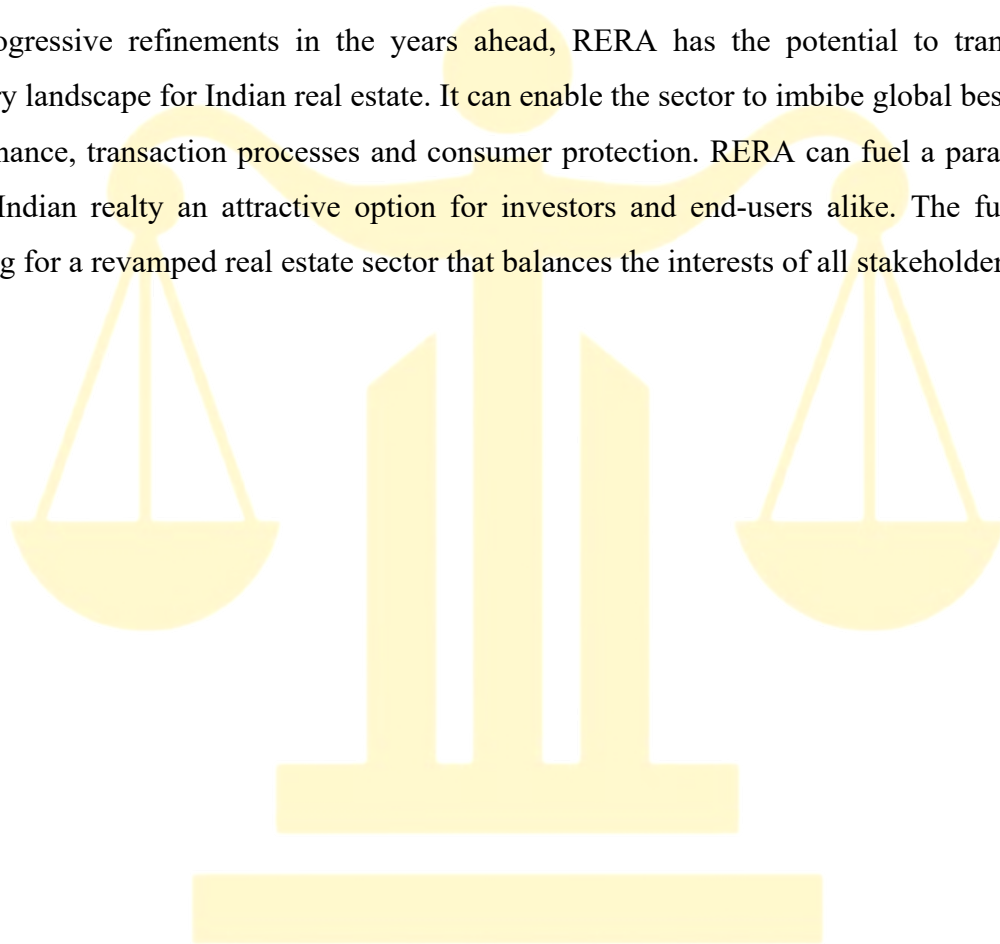 ogressive refinements in the years ahead, RERA has the potential to tran
y landscape for Indian real estate. It can enable the sector to imbibe global bes
nance, transaction processes and consumer protection. RERA can fuel a para
Indian realty an attractive option for investors and end-users alike. The fu
g for a revamped real estate sector that balances the interests of all stakeholder